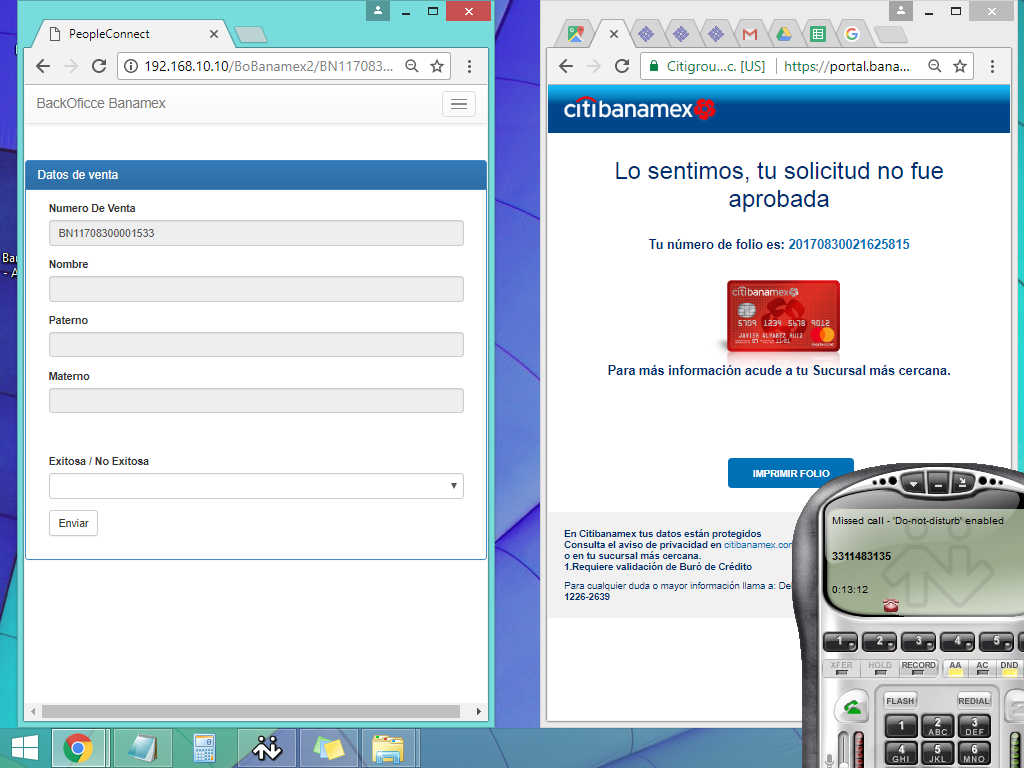 PeopleConnect
192.168.10.10/BoBanamex2/BN117083...
BackOficce Banamex
Datos de venta
Numero De Venta
BN11708300001533
Nombre
Paterno
Materno
Exitosa / No Exitosa
Enviar
Citigrou...c. [US]
https://portal.bana...
citibanamex
Lo sentimos, tu solicitud no fue
aprobada
Tu número de folio es: 20170830021625815
citibanamex
5709 1234 5678 9012
JAVIER ALVAREZ RUIZ
mastercard
Para más información acude a tu Sucursal más cercana.
IMPRIMIR FOLIO
En Citibanamex tus datos están protegidos
Consulta el aviso de privacidad en citibanamex.com
o en tu sucursal más cercana.
1.Requiere validación de Buró de Crédito
Para cualquier duda o mayor información llama a: Del
1226-2639
Missed call - 'Do-not-disturb' enabled
3311483135
0:13:12
1 2 3 4 5
XFER HOLD RECORD AA AC DND
FLASH REDIAL
1 2 ABC 3 DEF
4 GHI 5 JKL 6 MNO